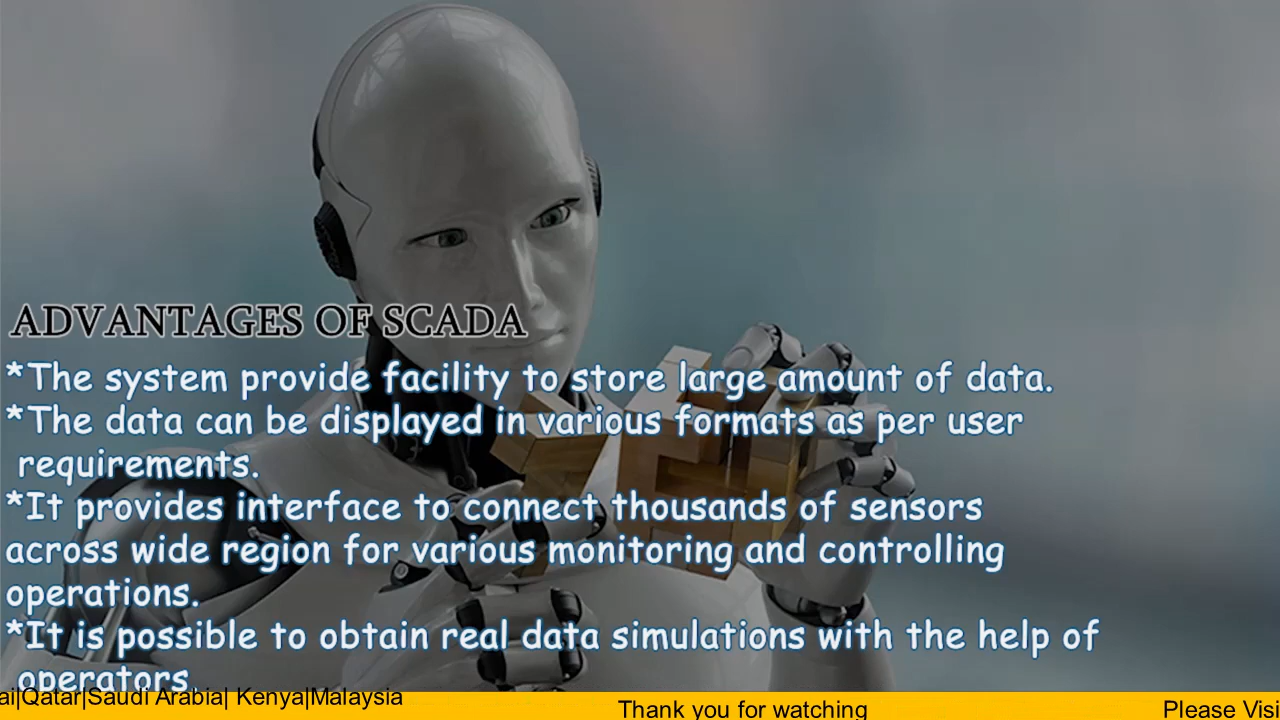 ADVANTAGES OF SCADA
*The system provide facility to store large amount of data.
*The data can be displayed in various formats as per user
requirements.
*It provides interface to connect thousands of sensors
across wide region for various monitoring and controlling
operations.
*It is possible to obtain real data simulations with the help of
operators
ai|Qatar|Saudi Arabia| Kenya|Malaysia
Thank you for watching
Please Visi